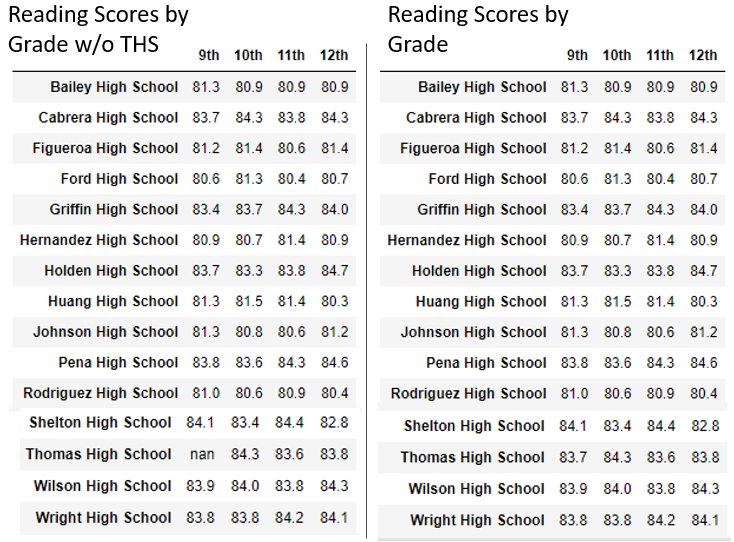 Reading Scores by
Grade w/o THS
9th 10th 11th 12th
Bailey High School 81.3 80.9 80.9 80.9
Cabrera High School 83.7 84.3 83.8 84.3
Figueroa High School 81.2 81.4 80.6 81.4
Ford High School 80.6 81.3 80.4 80.7
Griffin High School 83.4 83.7 84.3 84.0
Hernandez High School 80.9 80.7 81.4 80.9
Holden High School 83.7 83.3 83.8 84.7
Huang High School 81.3 81.5 81.4 80.3
Johnson High School 81.3 80.8 80.6 81.2
Pena High School 83.8 83.6 84.3 84.6
Rodriguez High School 81.0 80.6 80.9 80.4
Shelton High School 84.1 83.4 84.4 82.8
Thomas High School nan 84.3 83.6 83.8
Wilson High School 83.9 84.0 83.8 84.3
Wright High School 83.8 83.8 84.2 84.1
Reading Scores by
Grade
9th 10th 11th 12th
Bailey High School 81.3 80.9 80.9 80.9
Cabrera High School 83.7 84.3 83.8 84.3
Figueroa High School 81.2 81.4 80.6 81.4
Ford High School 80.6 81.3 80.4 80.7
Griffin High School 83.4 83.7 84.3 84.0
Hernandez High School 80.9 80.7 81.4 80.9
Holden High School 83.7 83.3 83.8 84.7
Huang High School 81.3 81.5 81.4 80.3
Johnson High School 81.3 80.8 80.6 81.2
Pena High School 83.8 83.6 84.3 84.6
Rodriguez High School 81.0 80.6 80.9 80.4
Shelton High School 84.1 83.4 84.4 82.8
Thomas High School 83.7 84.3 83.6 83.8
Wilson High School 83.9 84.0 83.8 84.3
Wright High School 83.8 83.8 84.2 84.1